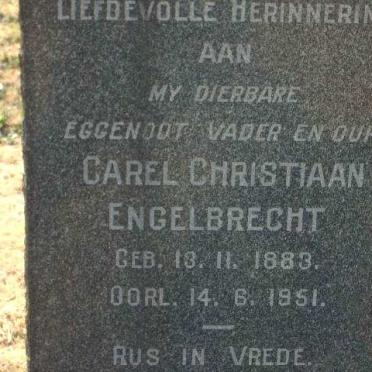 LIEFDEVOLLE HERINNERIN
AAN
MY DIERBARE
EGGENOOT VADER EN OUP
CAREL CHRISTIAAN
ENGELBRECHT
GEB. 19. 11. 1883.
OORL. 14. 6. 1951.
RUS IN VREDE.